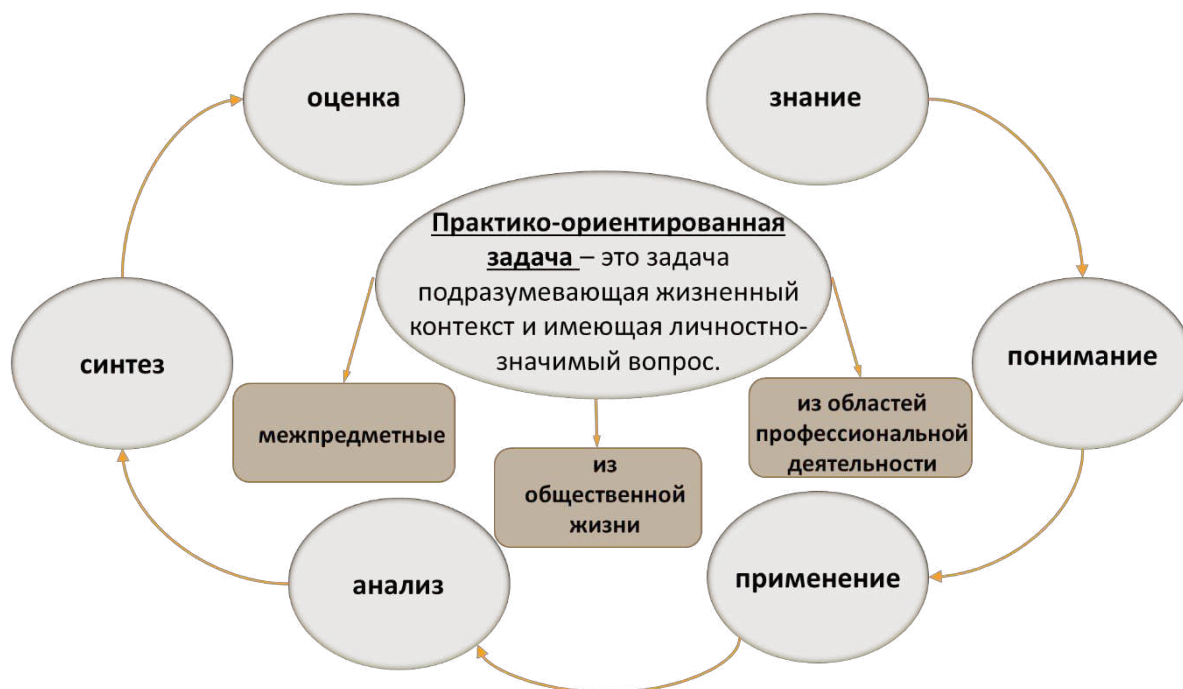 оценка
знание
Практико-ориентированная
задача – это задача
подразумевающая жизненный
контекст и имеющая личностно-
значимый вопрос.
синтез
понимание
межпредметные
из
общественной
жизни
из областей
профессиональной
деятельности
анализ
применение